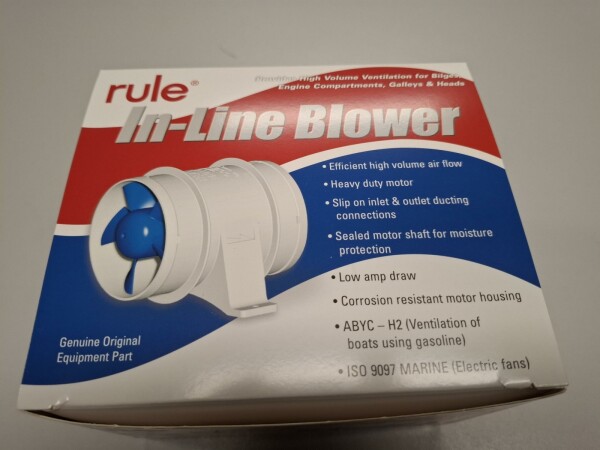 rule®
High Volume Ventilation for Bilges,
Engine Compartments, Galleys & Heads
In-Line Blower
• Efficient high volume air flow
• Heavy duty motor
• Slip on inlet & outlet ducting
connections
• Sealed motor shaft for moisture
protection
• Low amp draw
• Corrosion resistant motor housing
• ABYC – H2 (Ventilation of
boats using gasoline)
• ISO 9097 MARINE (Electric fans)
Genuine Original
Equipment Part